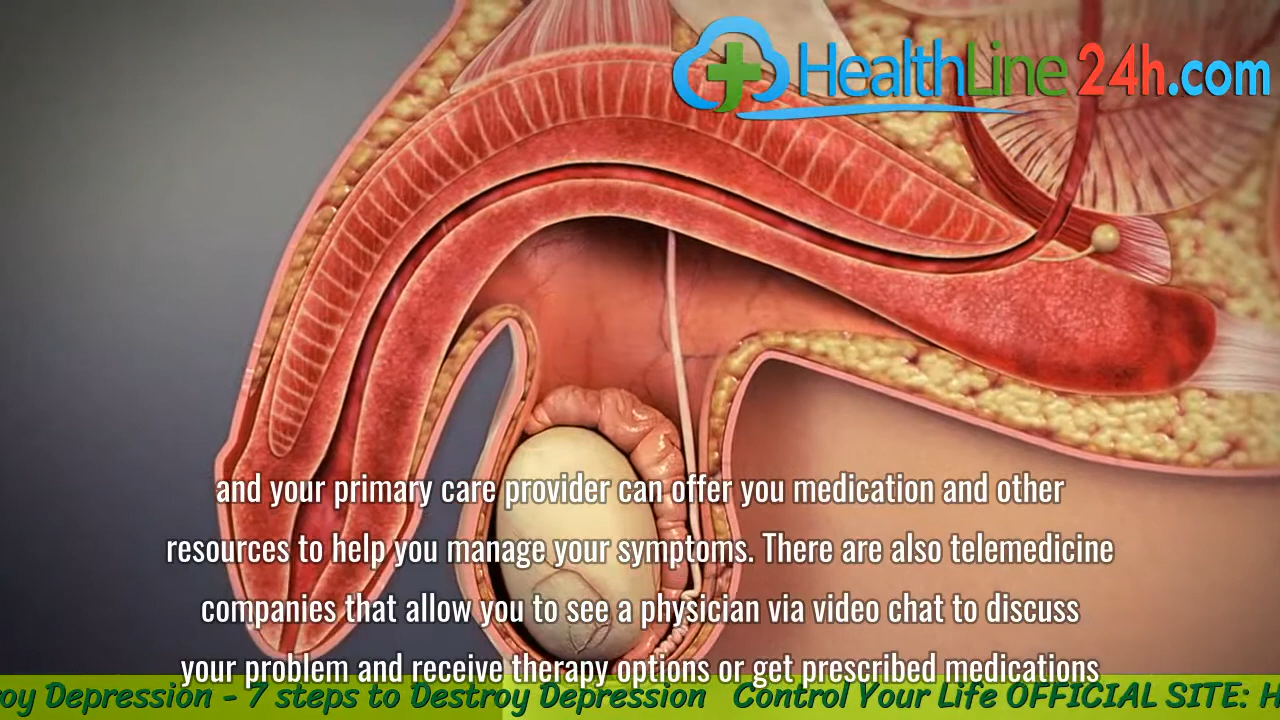 HealthLine24h.com
and your primary care provider can offer you medication and other
resources to help you manage your symptoms. There are also telemedicine
companies that allow you to see a physician via video chat to discuss
your problem and receive therapy options or get prescribed medications
Depression - 7 steps to Destroy Depression Control Your Life OFFICIAL SITE: